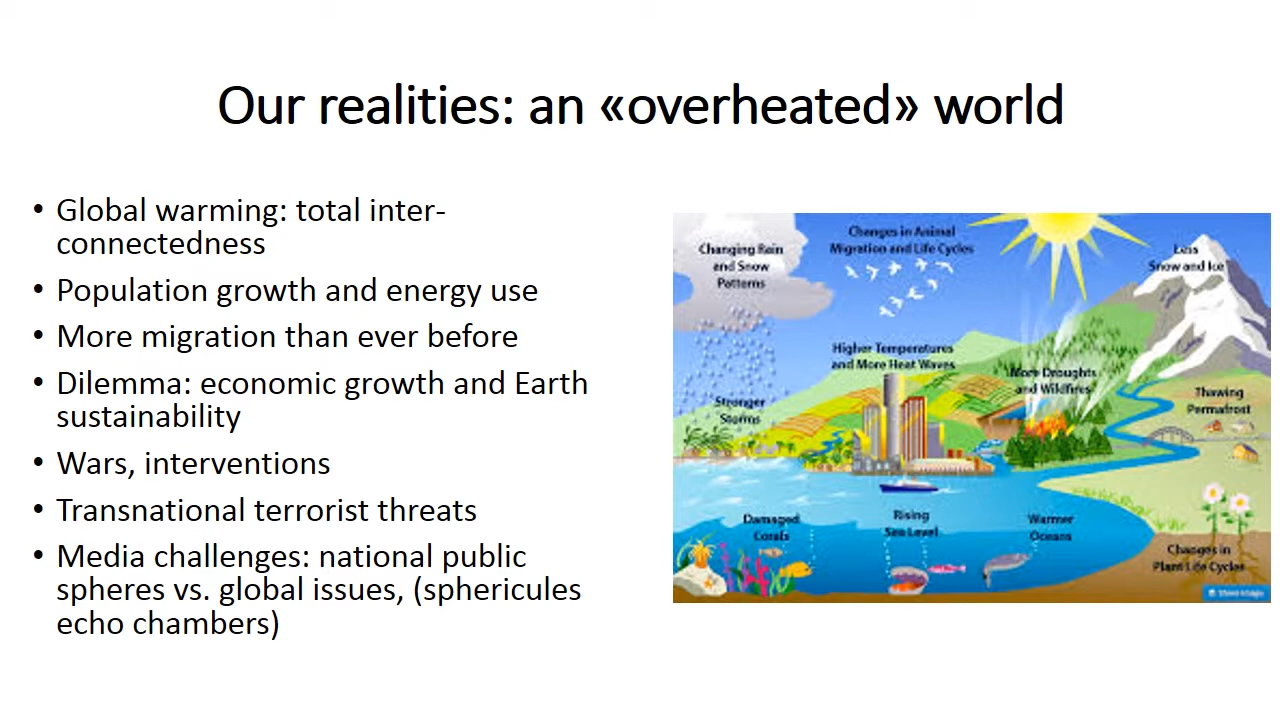 Our realities: an «overheated» world
• Global warming: total inter-
connectedness
• Population growth and energy use
• More migration than ever before
• Dilemma: economic growth and Earth
sustainability
• Wars, interventions
• Transnational terrorist threats
• Media challenges: national public
spheres vs. global issues, (sphericules
echo chambers)
Changing Rain
and Snow
Patterns
Changes in Animal
Migration and Life Cycles
Less
Snow and Ice
Higher Temperatures
and More Heat Waves
More Droughts
and Wildfires
Stronger
Storms
Thawing
Permafrost
Damaged
Corals
Rising
Sea Level
Warmer
Oceans
Changes in
Plant Life Cycles